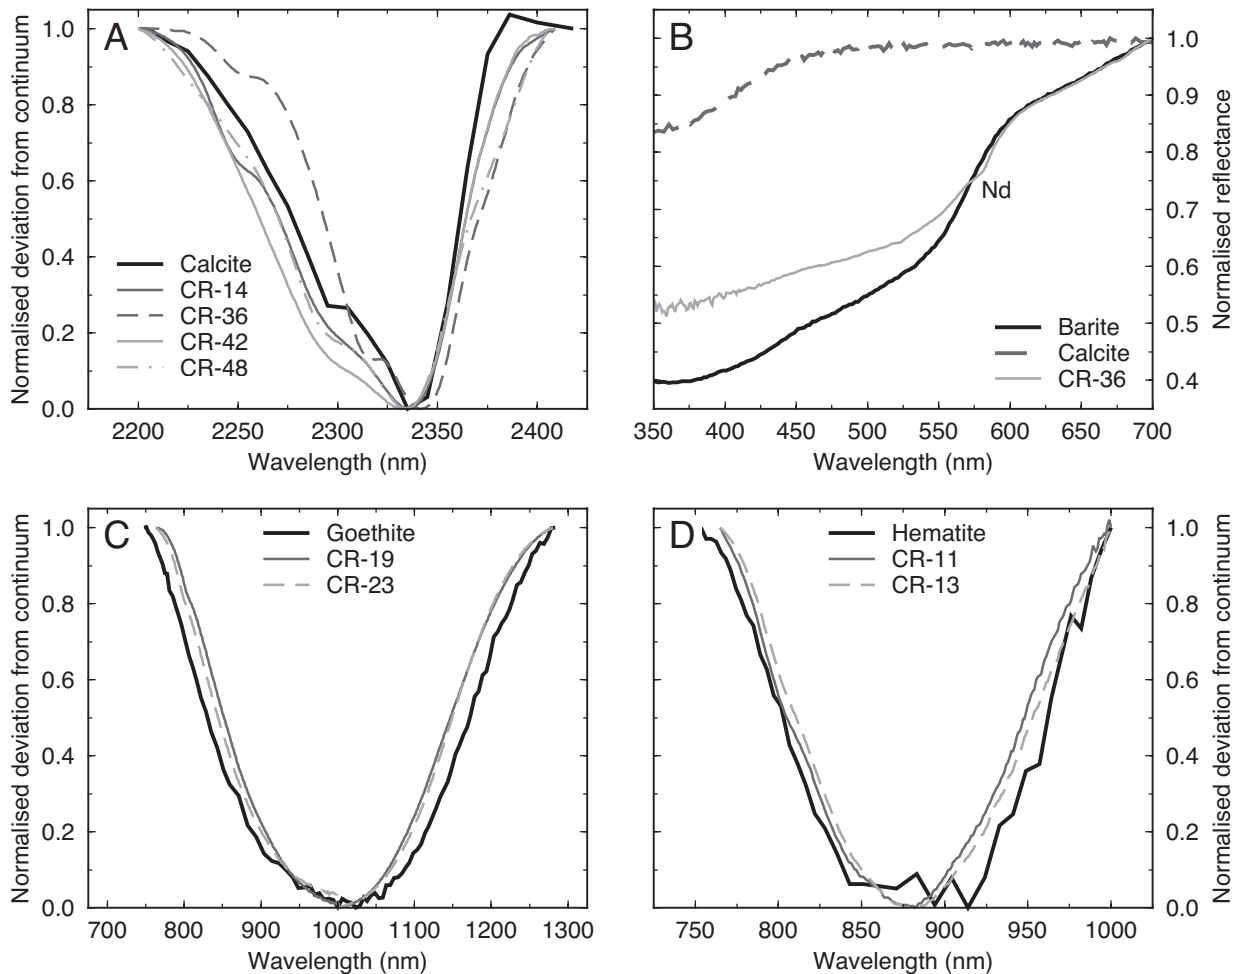 A
Normalised deviation from continuum
1.0
0.8
0.6
0.4
0.2
0.0
Calcite
CR-14
CR-36
CR-42
CR-48
2200 2250 2300 2350 2400
Wavelength (nm)
B
Normalised reflectance
1.0
0.9
0.8
0.7
0.6
0.5
0.4
Nd
Barite
Calcite
CR-36
350 400 450 500 550 600 650 700
Wavelength (nm)
C
Normalised deviation from continuum
1.0
0.8
0.6
0.4
0.2
0.0
Goethite
CR-19
CR-23
700 800 900 1000 1100 1200 1300
Wavelength (nm)
D
Normalised deviation from continuum
1.0
0.8
0.6
0.4
0.2
0.0
Hematite
CR-11
CR-13
750 800 850 900 950 1000
Wavelength (nm)